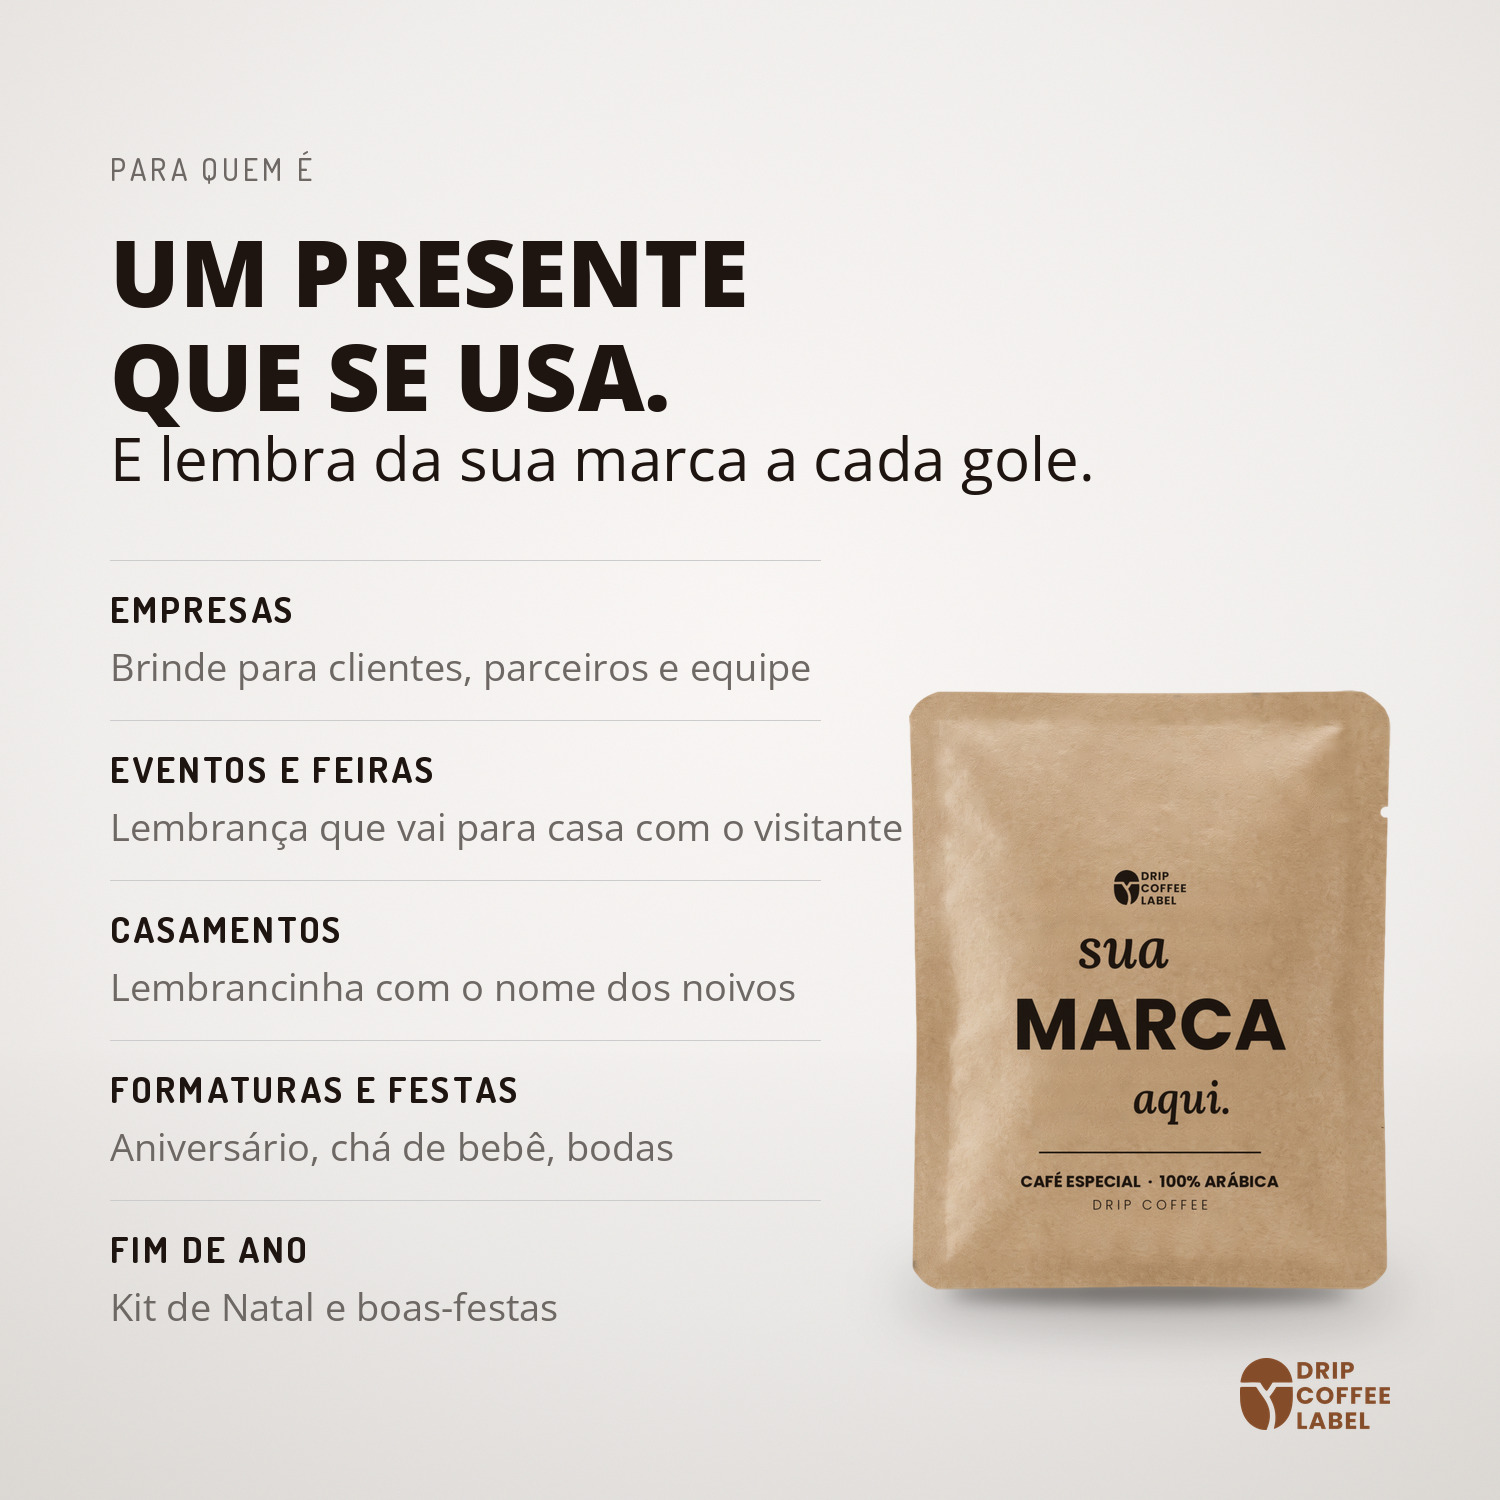 PARA QUEM É
UM PRESENTE
QUE SE USA.
E lembra da sua marca a cada gole.
EMPRESAS
Brinde para clientes, parceiros e equipe
EVENTOS E FEIRAS
Lembrança que vai para casa com o visitante
CASAMENTOS
Lembrancinha com o nome dos noivos
FORMATURAS E FESTAS
Aniversário, chá de bebê, bodas
FIM DE ANO
Kit de Natal e boas-festas
DRIP
COFFEE
LABEL
sua
MARCA
aqui.
CAFÉ ESPECIAL · 100% ARÁBICA
DRIP COFFEE
DRIP
COFFEE
LABEL